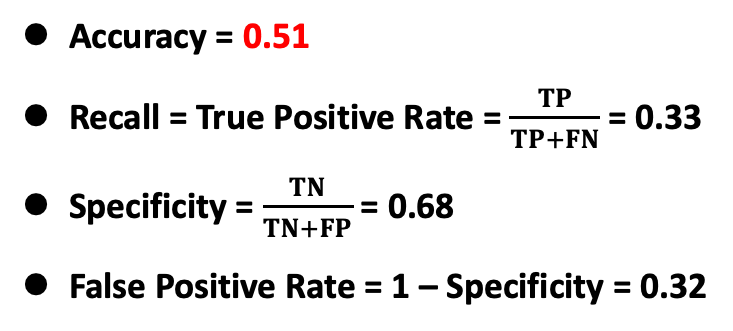 ● Accuracy = 0.51
● Recall = True Positive Rate = TP/TP+FN = 0.33
● Specificity = TN/TN+FP = 0.68
● False Positive Rate = 1 – Specificity = 0.32